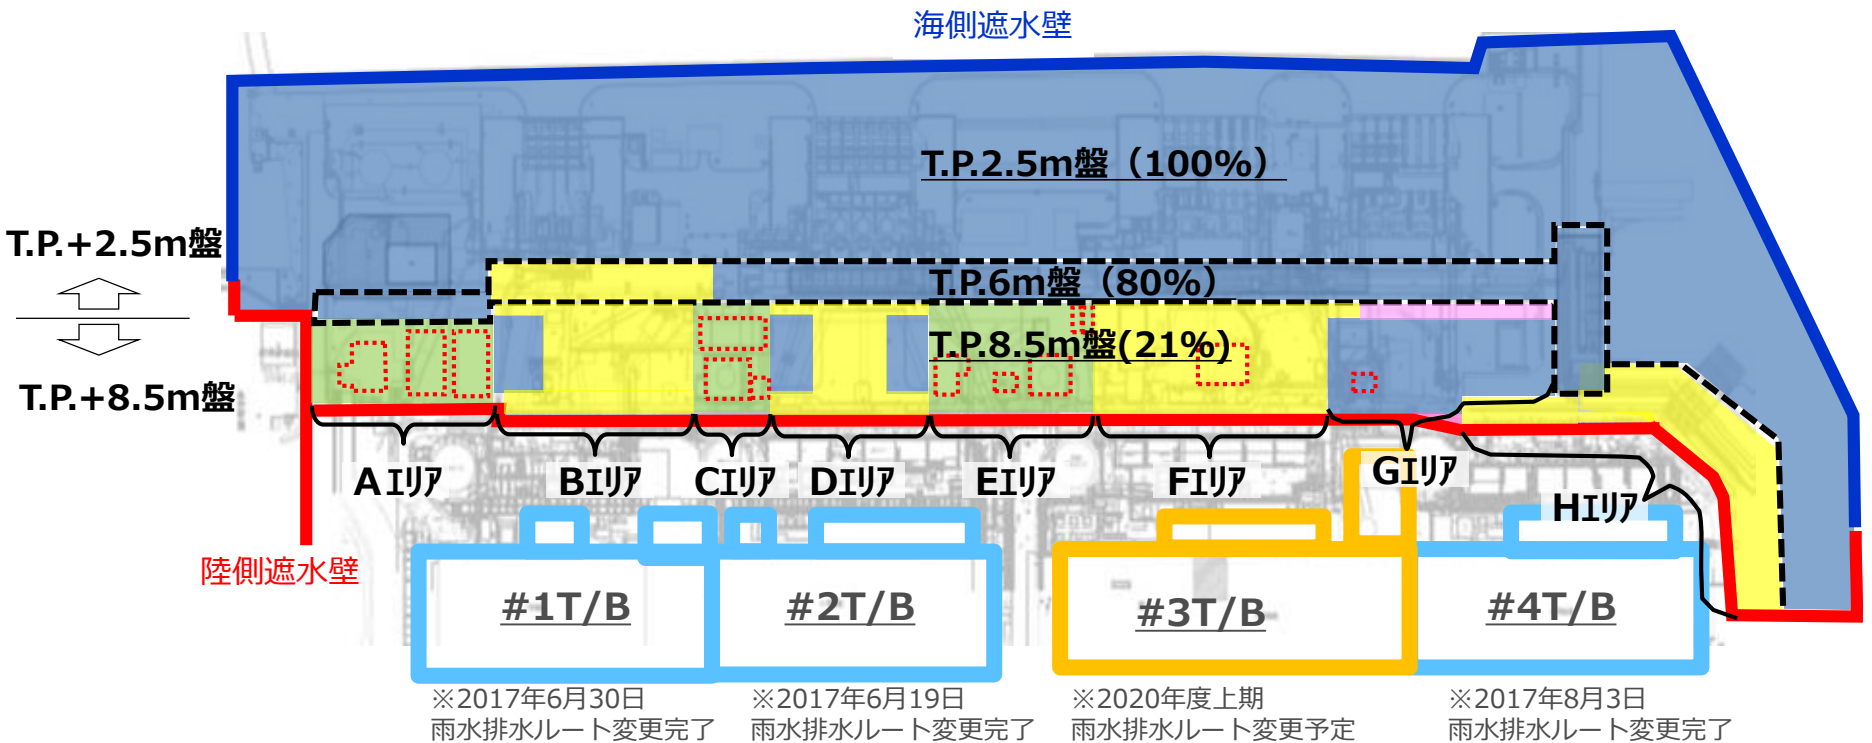 海側遮水壁
T.P.2.5m盤（100%）
T.P.+2.5m盤
T.P.6m盤（80%）
T.P.8.5m盤(21%)
T.P.+8.5m盤
Aｴﾘｱ
Bｴﾘｱ
Cｴﾘｱ
Dｴﾘｱ
Eｴﾘｱ
Fｴﾘｱ
Gｴﾘｱ
Hｴﾘｱ
陸側遮水壁
#1T/B
#2T/B
#3T/B
#4T/B
※2017年6月30日
雨水排水ルート変更完了
※2017年6月19日
雨水排水ルート変更完了
※2020年度上期
雨水排水ルート変更予定
※2017年8月3日
雨水排水ルート変更完了